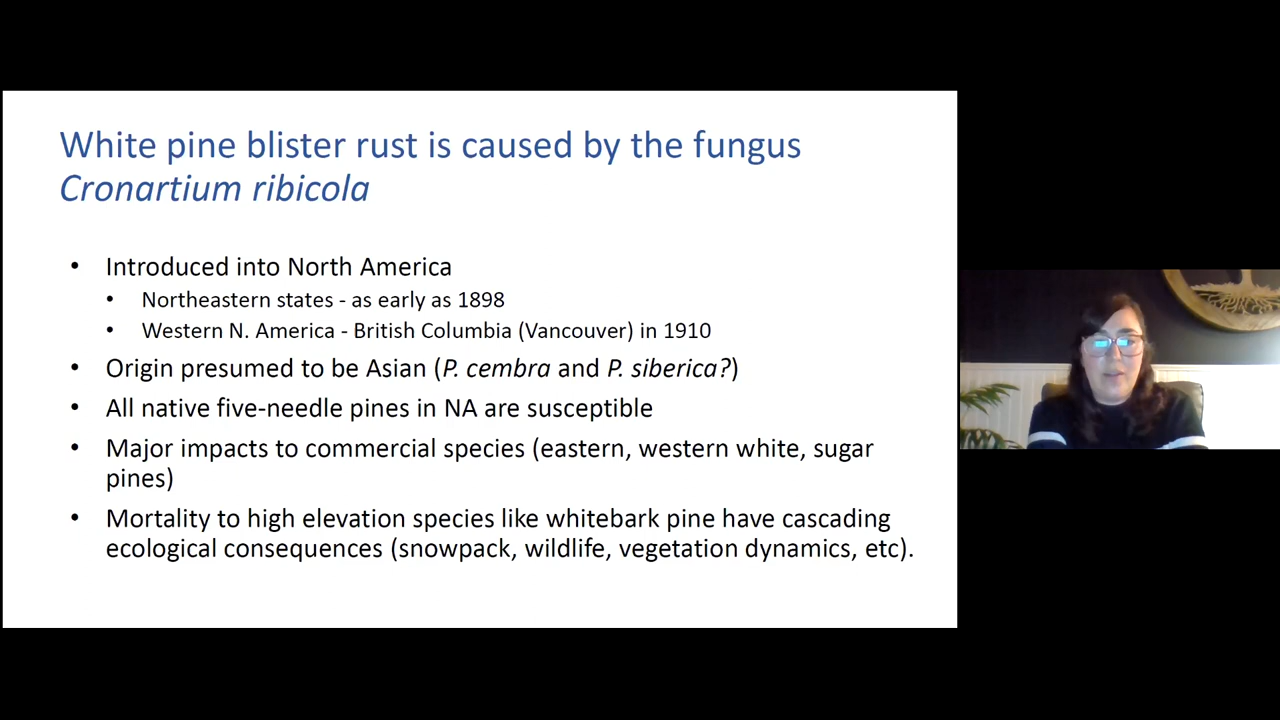 White pine blister rust is caused by the fungus
Cronartium ribicola
• Introduced into North America
• Northeastern states - as early as 1898
• Western N. America - British Columbia (Vancouver) in 1910
• Origin presumed to be Asian (P. cembra and P. siberica?)
• All native five-needle pines in NA are susceptible
• Major impacts to commercial species (eastern, western white, sugar
pines)
• Mortality to high elevation species like whitebark pine have cascading
ecological consequences (snowpack, wildlife, vegetation dynamics, etc).